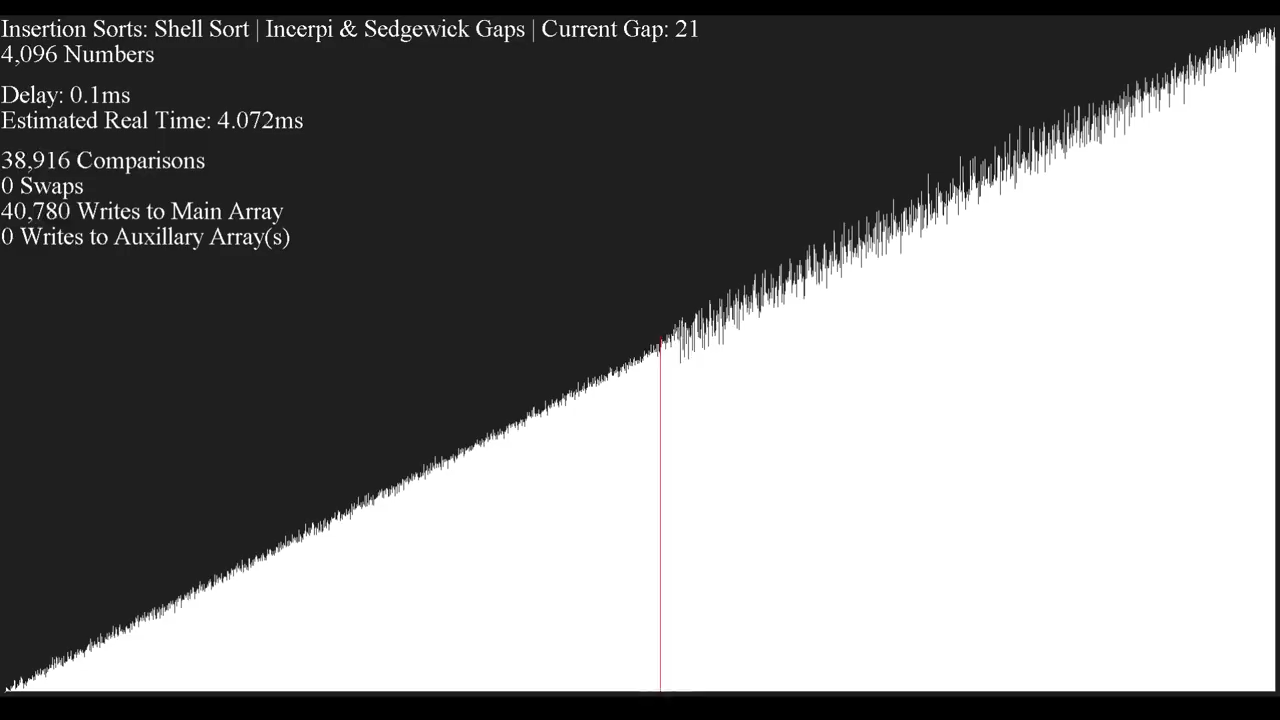 Insertion Sorts: Shell Sort | Incerpi & Sedgewick Gaps | Current Gap: 21
4,096 Numbers
Delay: 0.1ms
Estimated Real Time: 4.072ms
38,916 Comparisons
0 Swaps
40,780 Writes to Main Array
0 Writes to Auxillary Array(s)